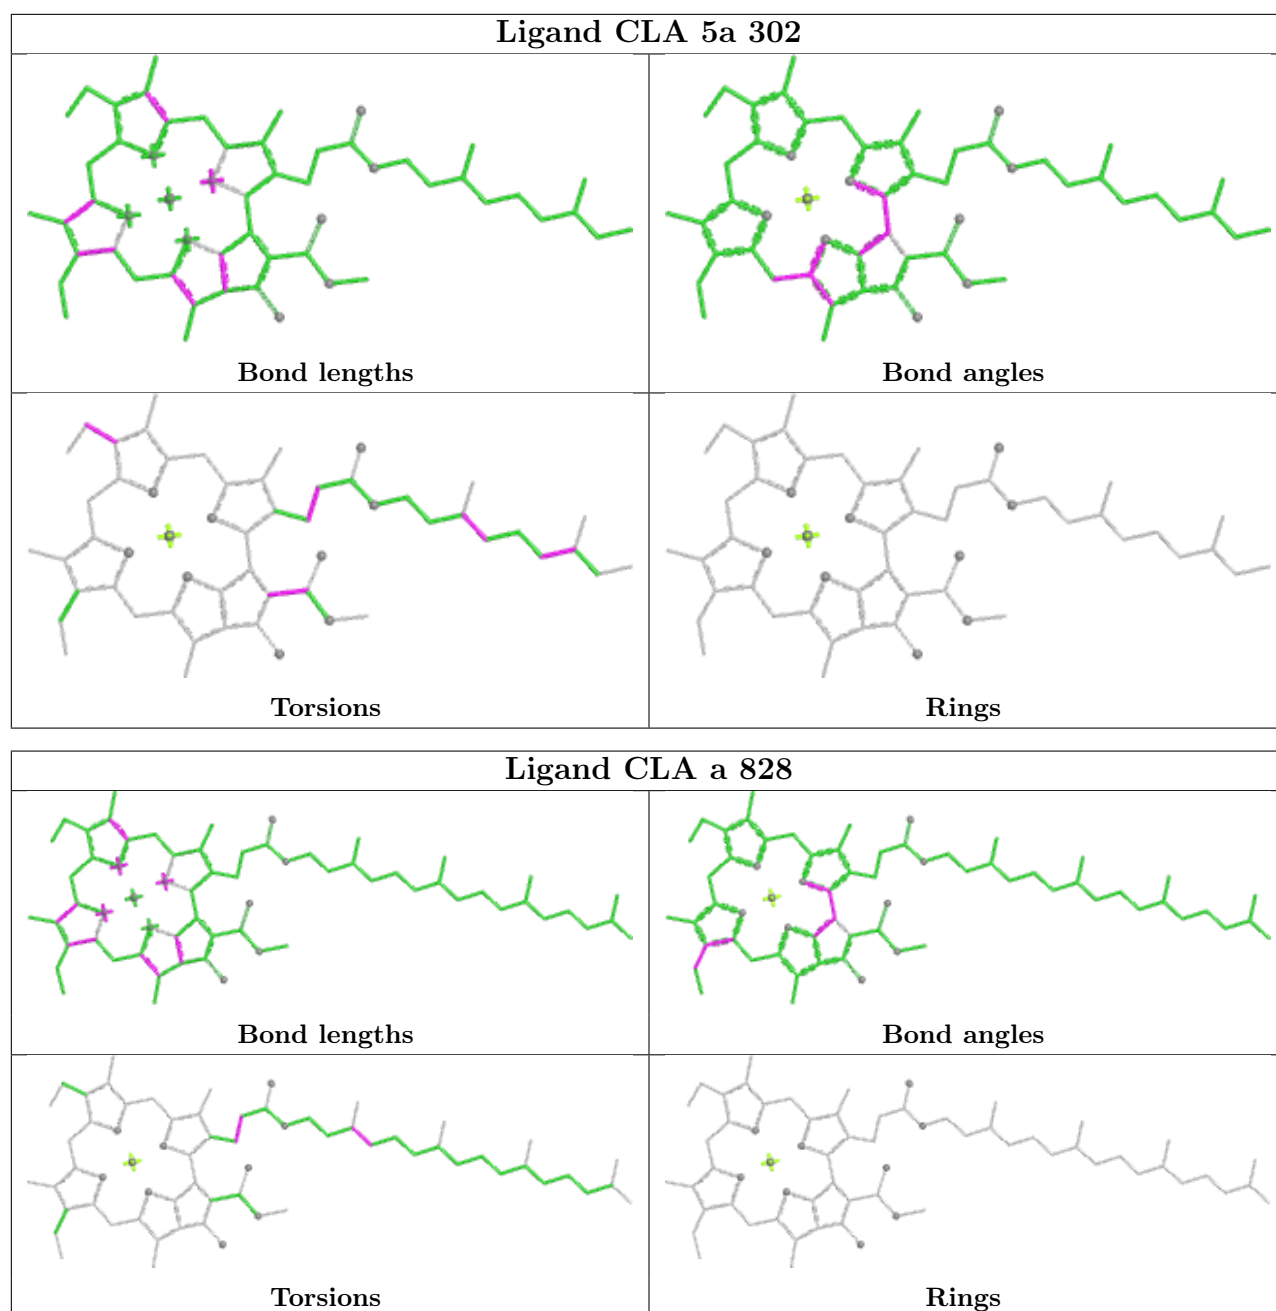 Ligand CLA 5a 302
Bond lengths
Bond angles
Torsions
Rings
Ligand CLA a 828
Bond lengths
Bond angles
Torsions
Rings